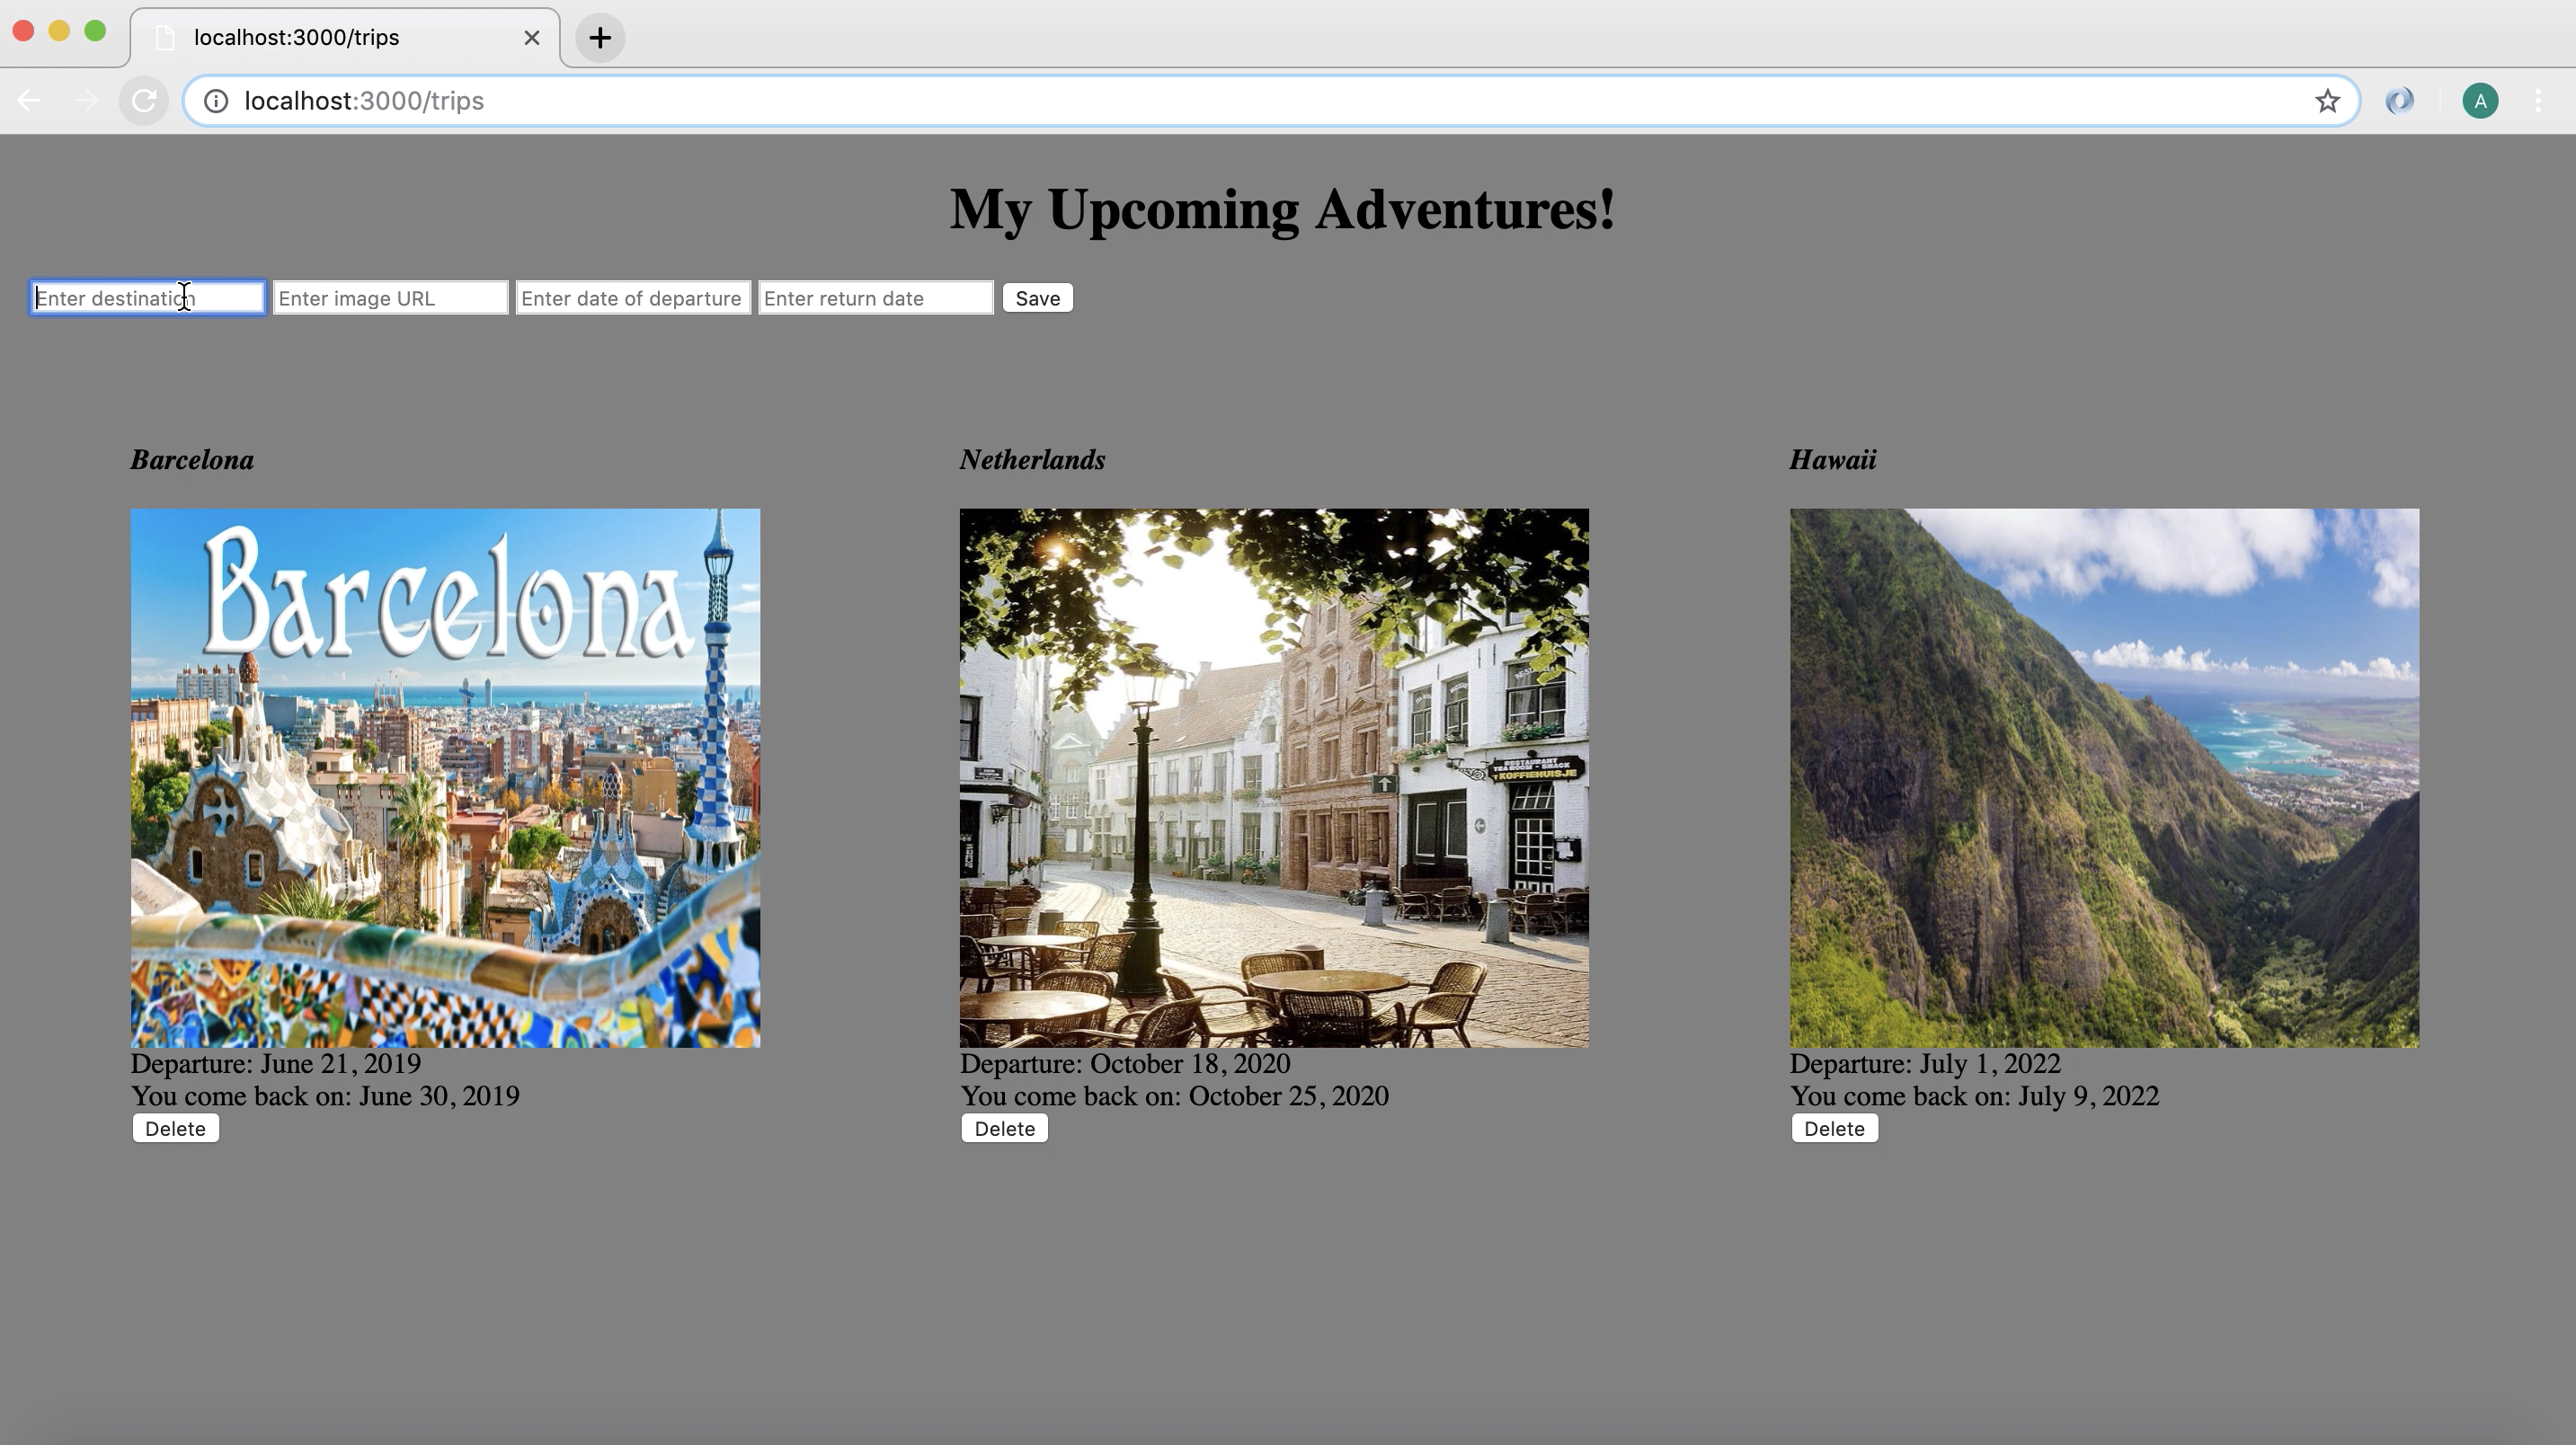 localhost:3000/trips
localhost:3000/trips
A
My Upcoming Adventures!
Enter destination
Enter image URL
Enter date of departure
Enter return date
Save
Barcelona
Netherlands
Hawaii
Barcelona
RESTAURANT
TEA ROOM - SNACK
'T KOFFIEHUISJE
Departure: June 21, 2019
You come back on: June 30, 2019
Delete
Departure: October 18, 2020
You come back on: October 25, 2020
Delete
Departure: July 1, 2022
You come back on: July 9, 2022
Delete